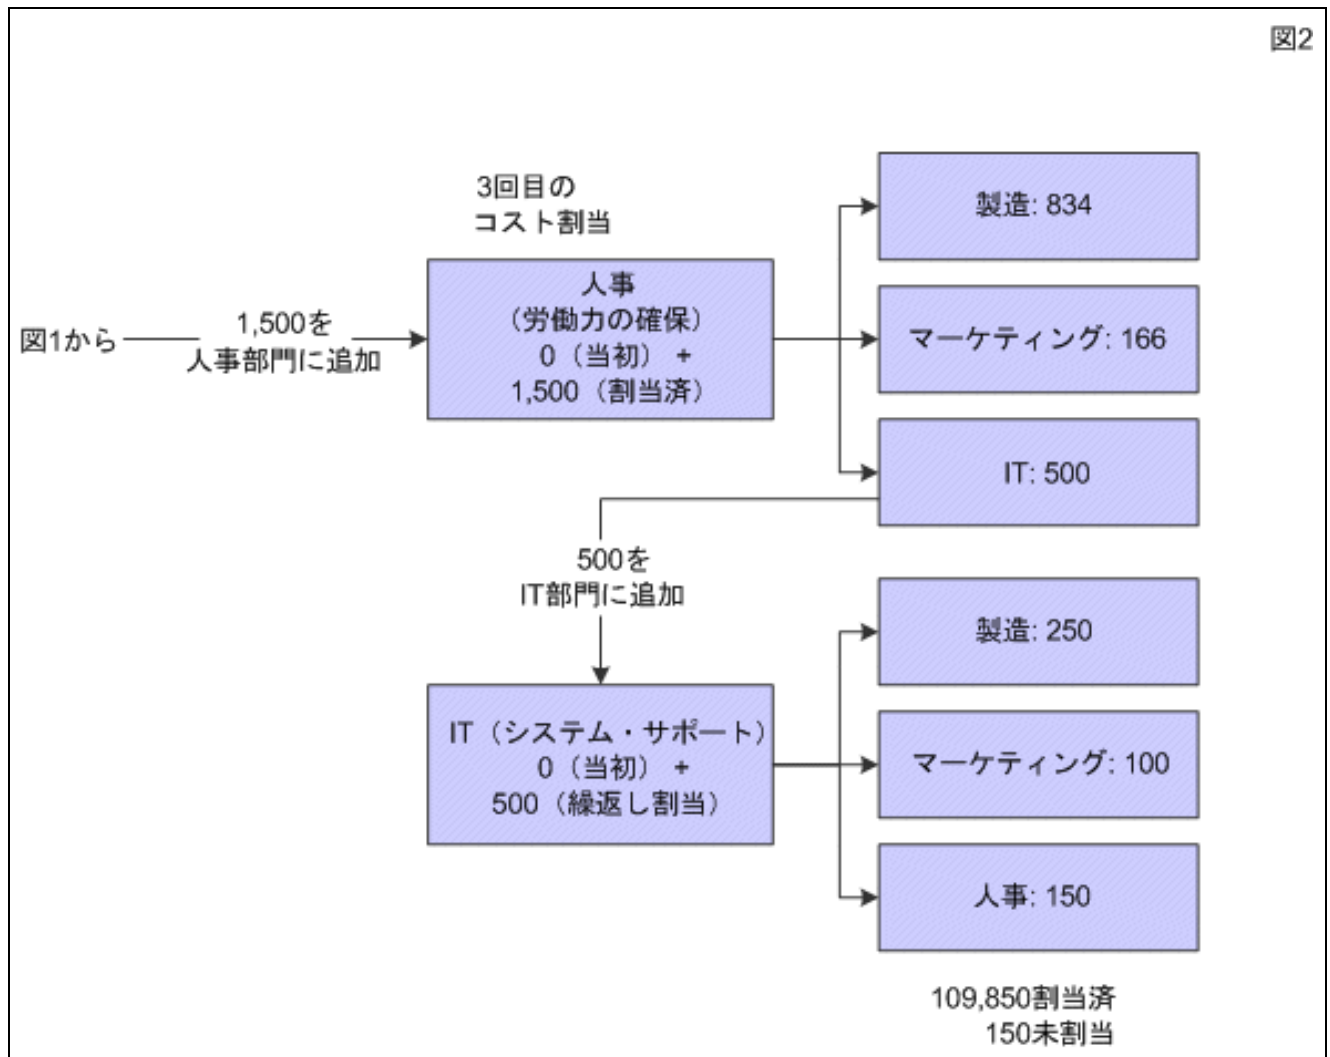 図2
3回目の
コスト割当
製造: 834
人事
（労働力の確保）
0（当初） +
1,500（割当済）
図1から
1,500を
人事部門に追加
マーケティング: 166
IT: 500
500を
IT部門に追加
製造: 250
IT（システム・サポート）
0（当初） +
500（繰返し割当）
マーケティング: 100
人事: 150
109,850割当済
150未割当